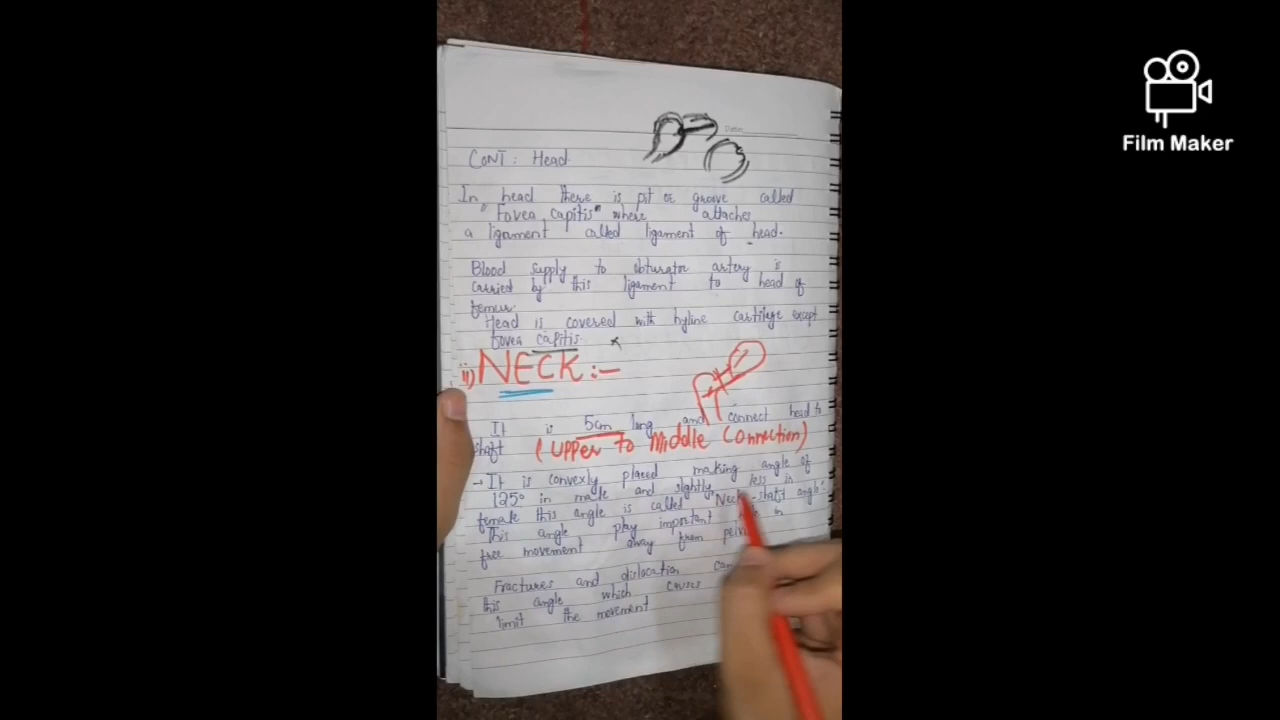 Date:
CONT : Head.
In head there is pit or groove called
"Fovea capitis" where attaches
a ligament called ligament of head.
Blood supply to obturator artery is
carried by this ligament to head of
femur.
Head is covered with hyline cartilage except
fovea capitis.
ii) NECK :-
It is 5cm long and connect head to
shaft (Upper To Middle Connection)
→ It is convexly placed making angle of
125° in male and slightly less in
female this angle is called "Neck-shaft angle".
This angle play important in
free movement away from
Fractures and dislocation
this angle which causes
limit the movement
Film Maker